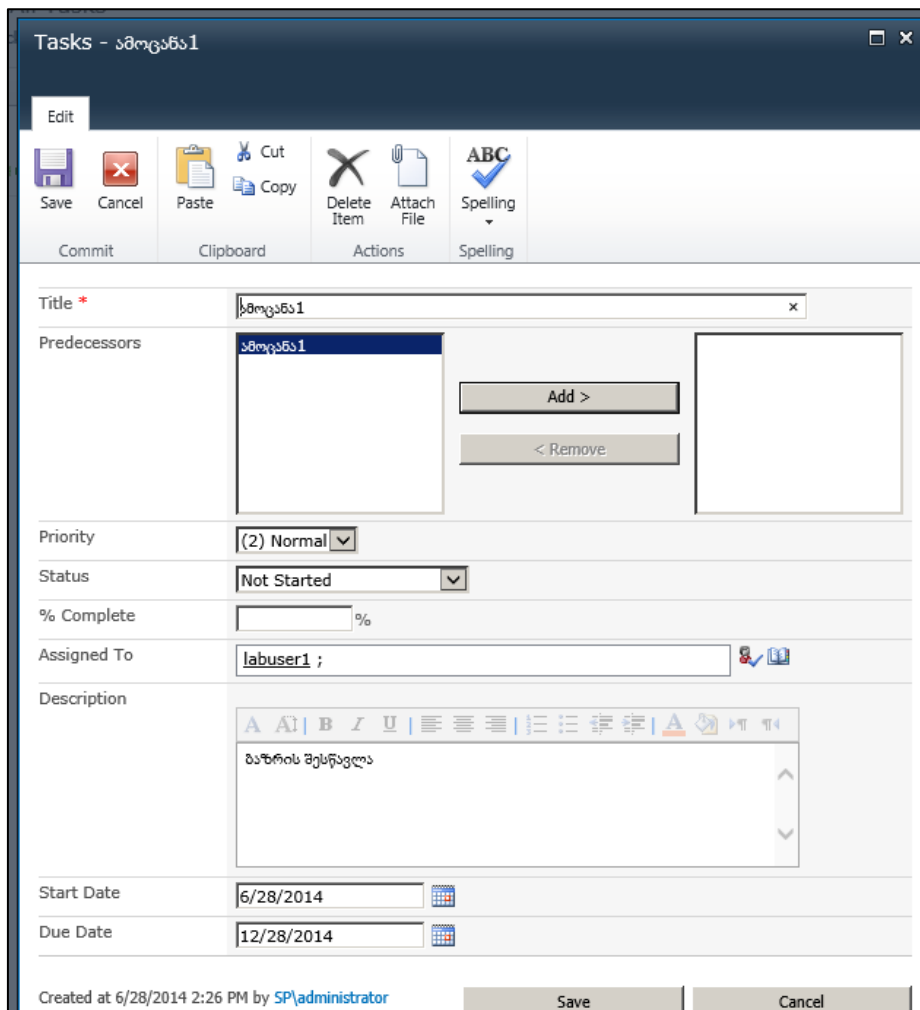 All Tasks
Tasks - ამოცანა1
Edit
Save
Cancel
Paste
Cut
Copy
Delete
Item
Attach
File
ABC
Spelling
Commit
Clipboard
Actions
Spelling
Title *
ამოცანა1
Predecessors
ამოცანა1
Add >
< Remove
Priority
(2) Normal
Status
Not Started
% Complete
%
Assigned To
labuser1 ;
Description
A A B I U A
ბაზრის შესწავლა
Start Date
6/28/2014
Due Date
12/28/2014
Created at 6/28/2014 2:26 PM by SP\administrator
Save
Cancel